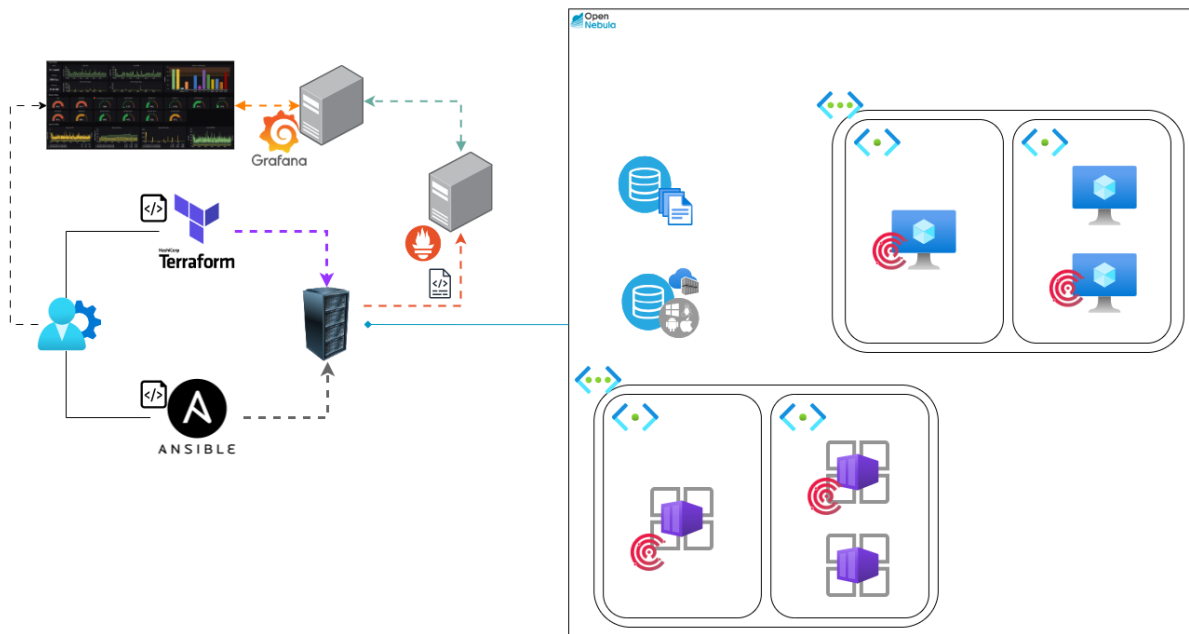 Open
Nebula
Grafana
HashiCorp
Terraform
</>
</>
</>
ANSIBLE